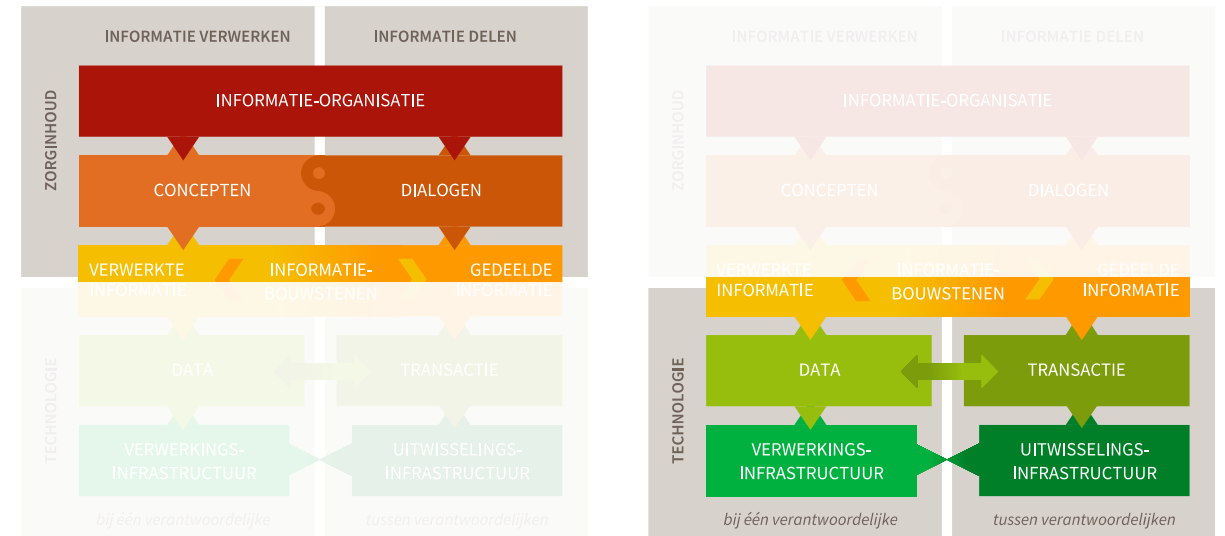 INFORMATIE VERWERKEN
INFORMATIE DELEN
ZORGINHOUD
INFORMATIE-ORGANISATIE
CONCEPTEN
DIALOGEN
VERWERKTE
INFORMATIE
INFORMATIE-
BOUWSTENEN
GEDEELDE
INFORMATIE
TECHNOLOGIE
DATA
TRANSACTIE
VERWERKINGS-
INFRASTRUCTUUR
UITWISSELINGS-
INFRASTRUCTUUR
bij één verantwoordelijke
tussen verantwoordelijken
INFORMATIE VERWERKEN
INFORMATIE DELEN
ZORGINHOUD
INFORMATIE-ORGANISATIE
CONCEPTEN
DIALOGEN
VERWERKTE
INFORMATIE
INFORMATIE-
BOUWSTENEN
GEDEELDE
INFORMATIE
TECHNOLOGIE
DATA
TRANSACTIE
VERWERKINGS-
INFRASTRUCTUUR
UITWISSELINGS-
INFRASTRUCTUUR
bij één verantwoordelijke
tussen verantwoordelijken